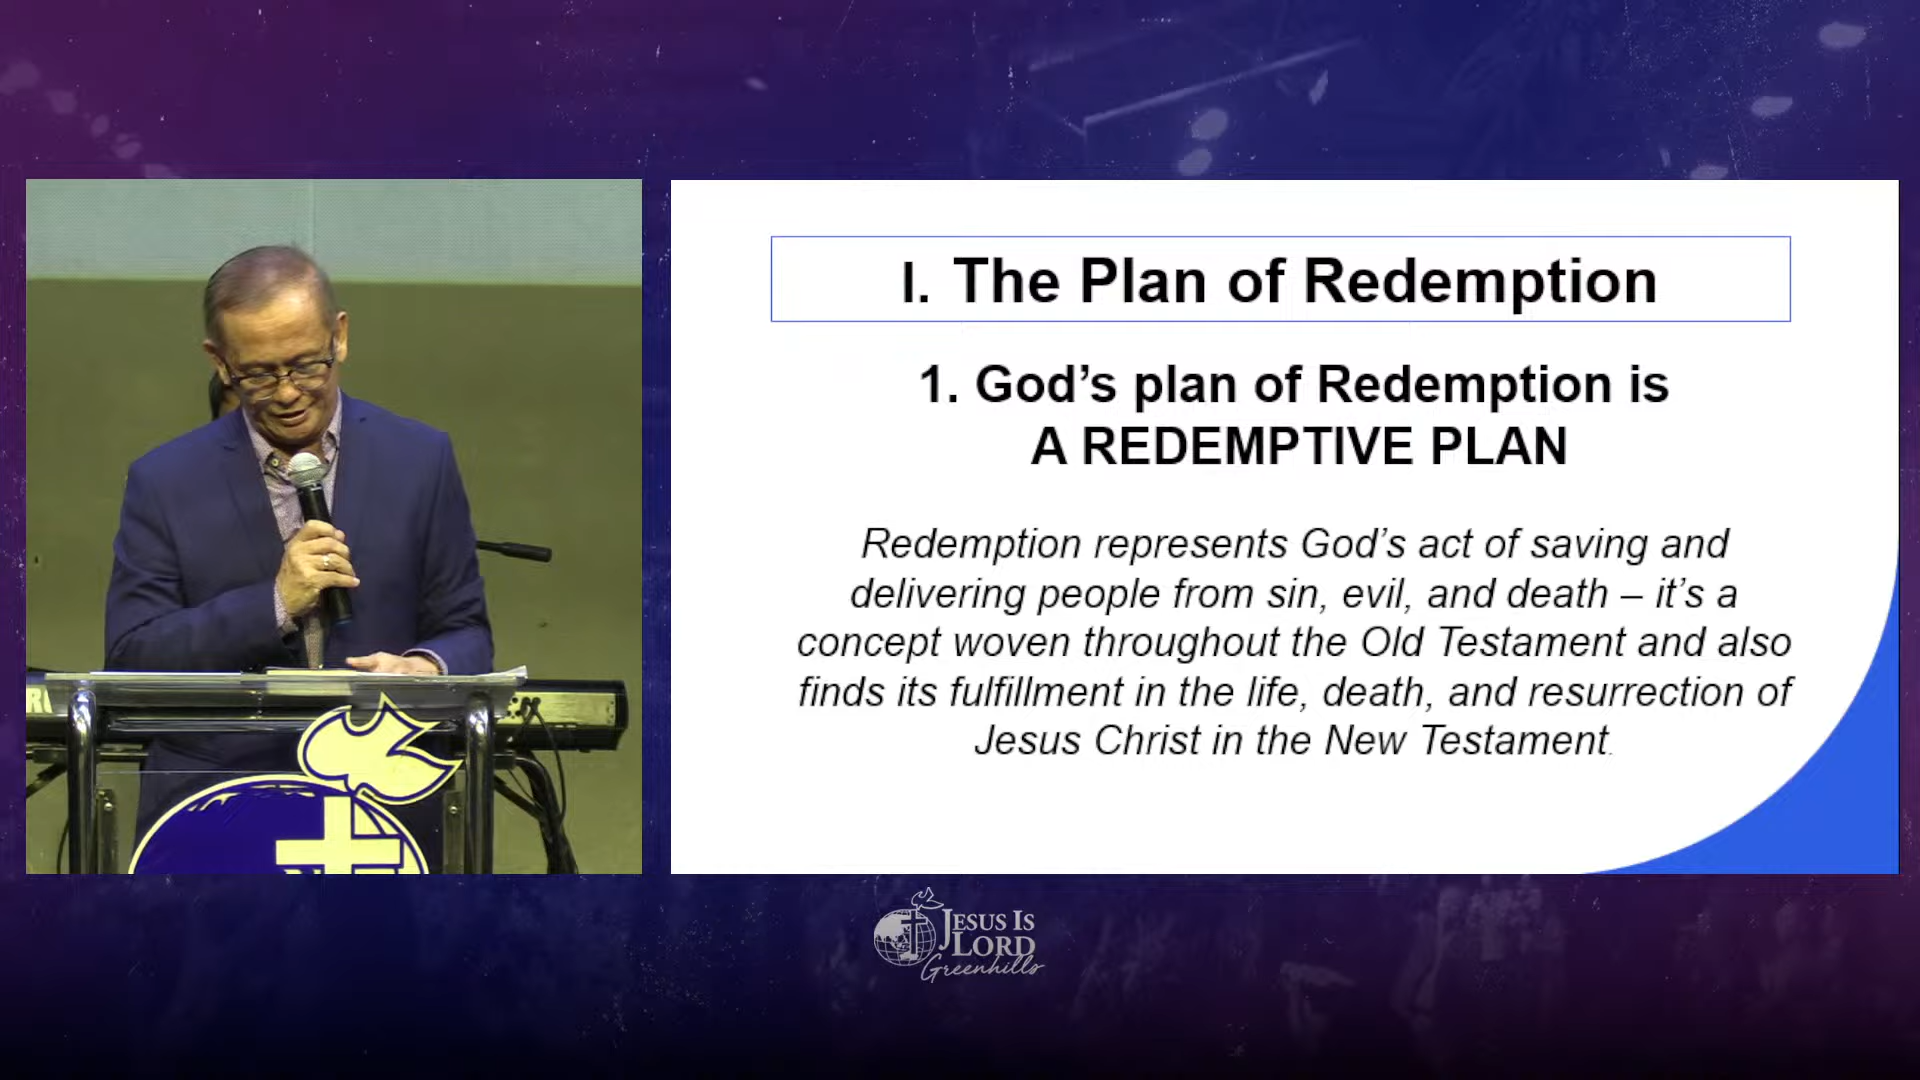 I. The Plan of Redemption
1. God’s plan of Redemption is
A REDEMPTIVE PLAN
Redemption represents God’s act of saving and
delivering people from sin, evil, and death – it’s a
concept woven throughout the Old Testament and also
finds its fulfillment in the life, death, and resurrection of
Jesus Christ in the New Testament.
JESUS IS
LORD
Greenhills